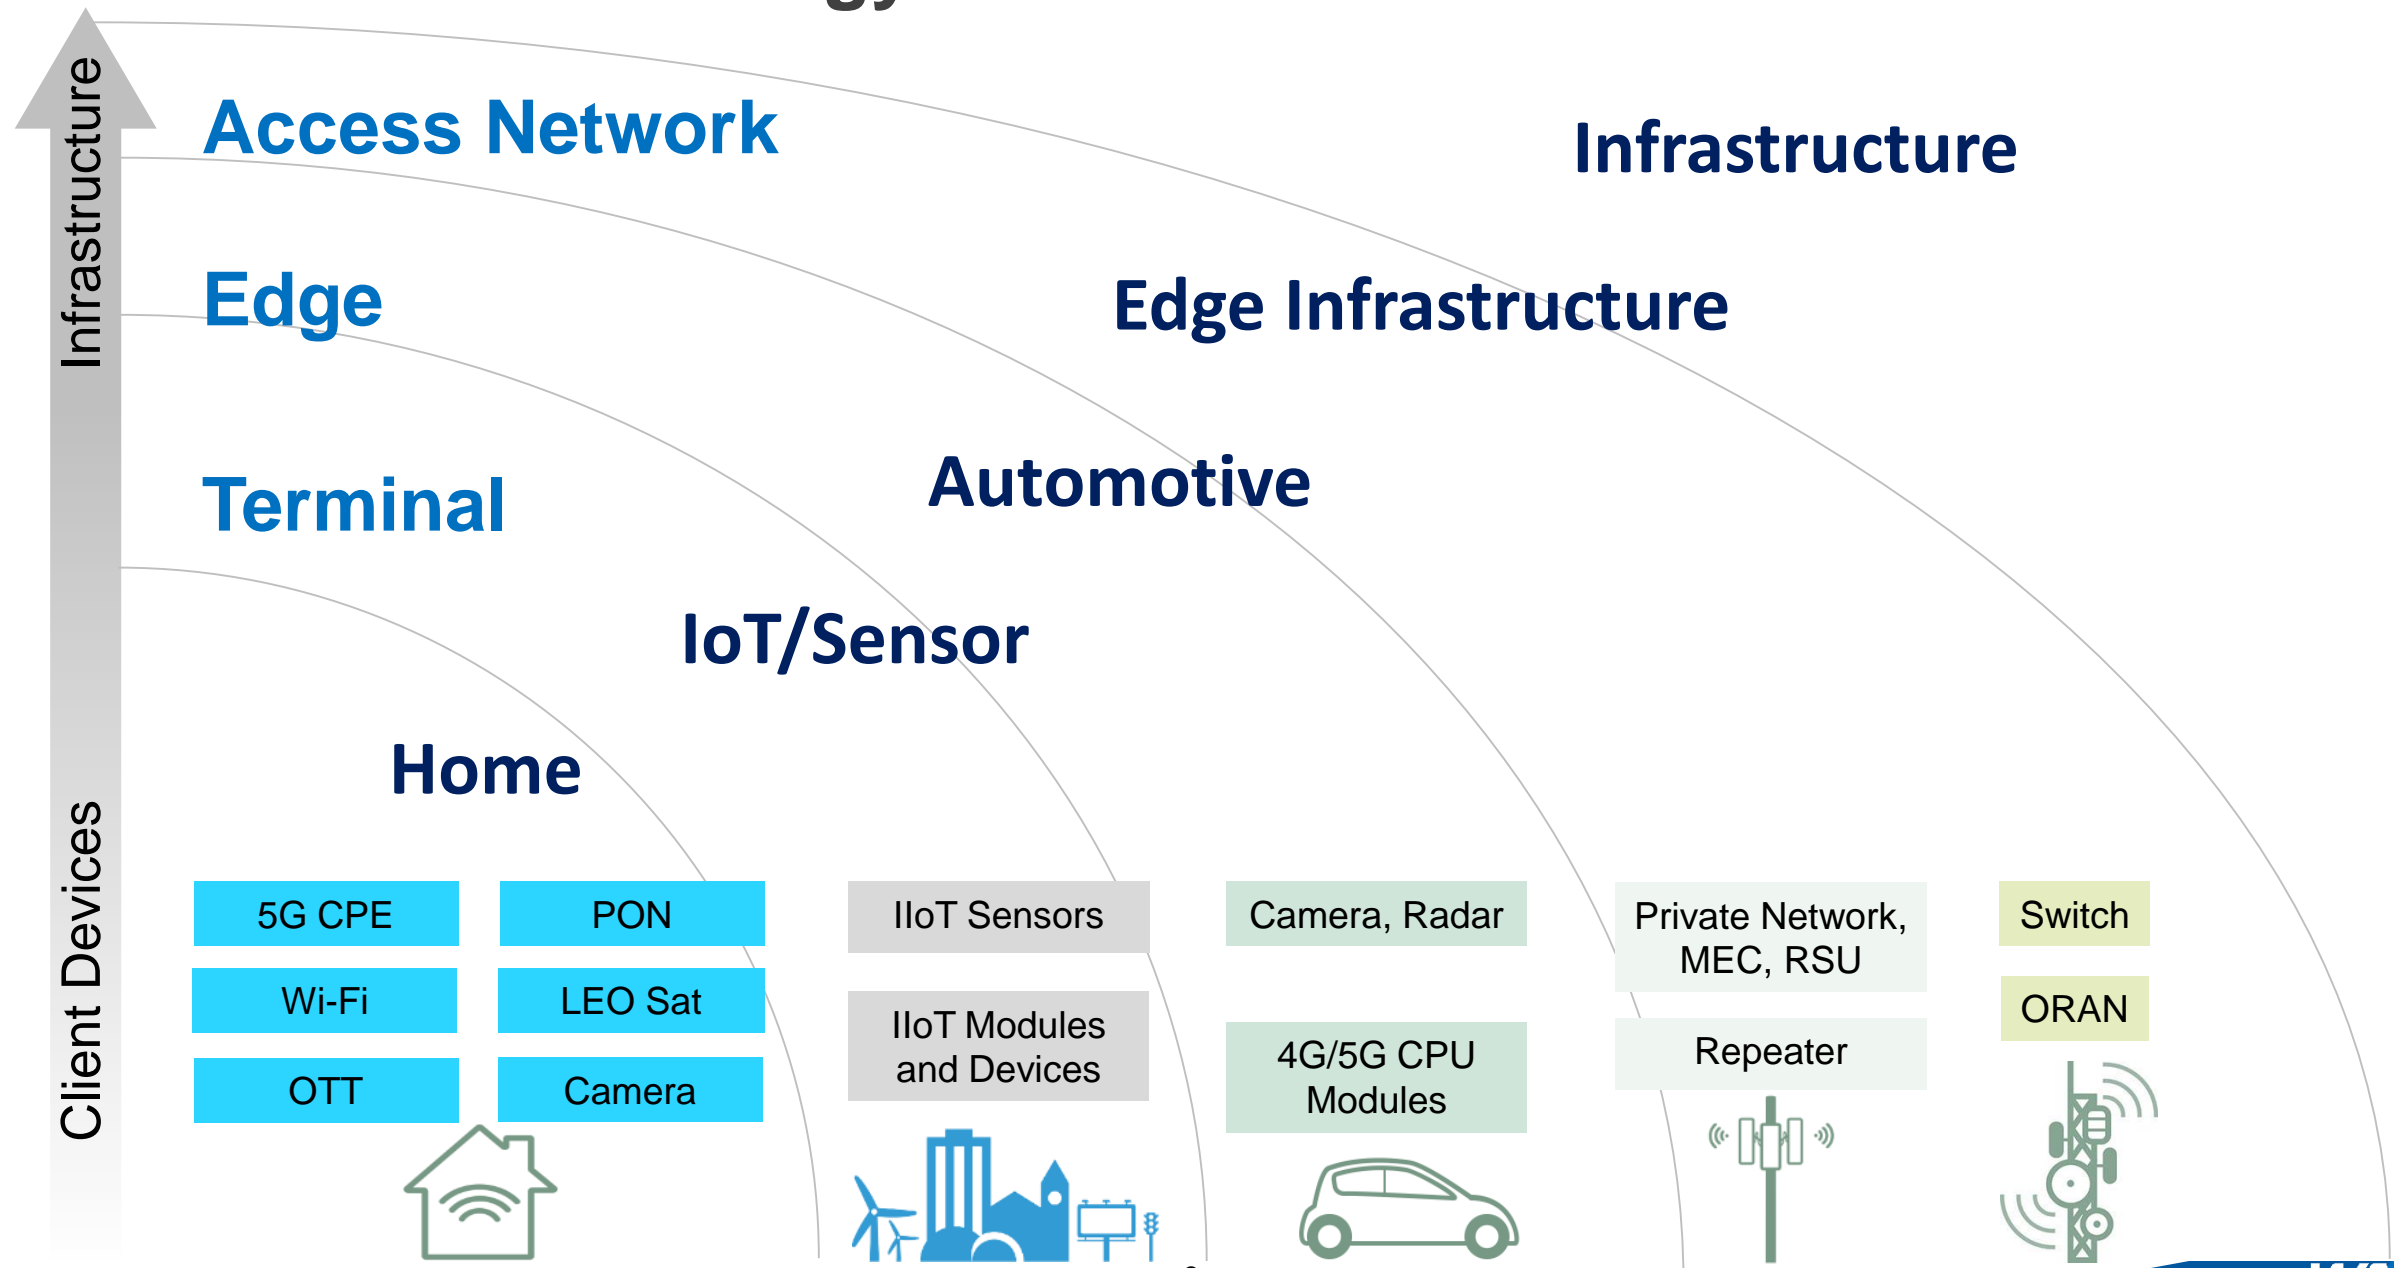 Infrastructure
Access Network
Infrastructure
Edge
Edge Infrastructure
Terminal
Automotive
IoT/Sensor
Home
Client Devices
5G CPE
PON
Wi-Fi
LEO Sat
OTT
Camera
IIoT Sensors
IIoT Modules
and Devices
Camera, Radar
4G/5G CPU
Modules
Private Network,
MEC, RSU
Repeater
Switch
ORAN